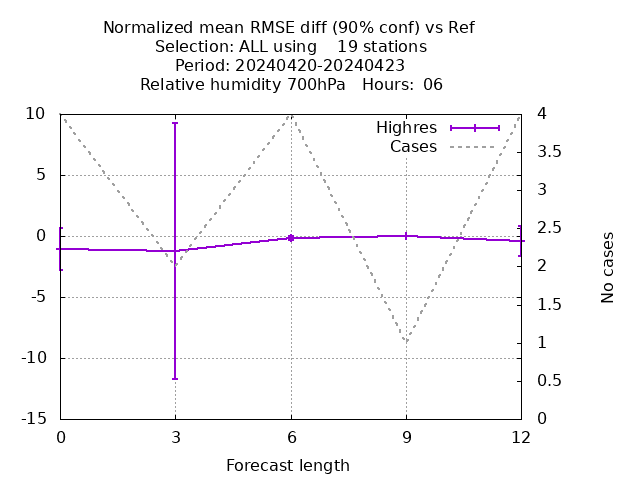 Normalized mean RMSE diff (90% conf) vs Ref
Selection: ALL using    19 stations
Period: 20240420-20240423
Relative humidity 700hPa   Hours:  06
Highres
Cases
10
5
0
-5
-10
-15
4
3.5
3
2.5
2
1.5
1
0.5
0
No cases
0 3 6 9 12
Forecast length